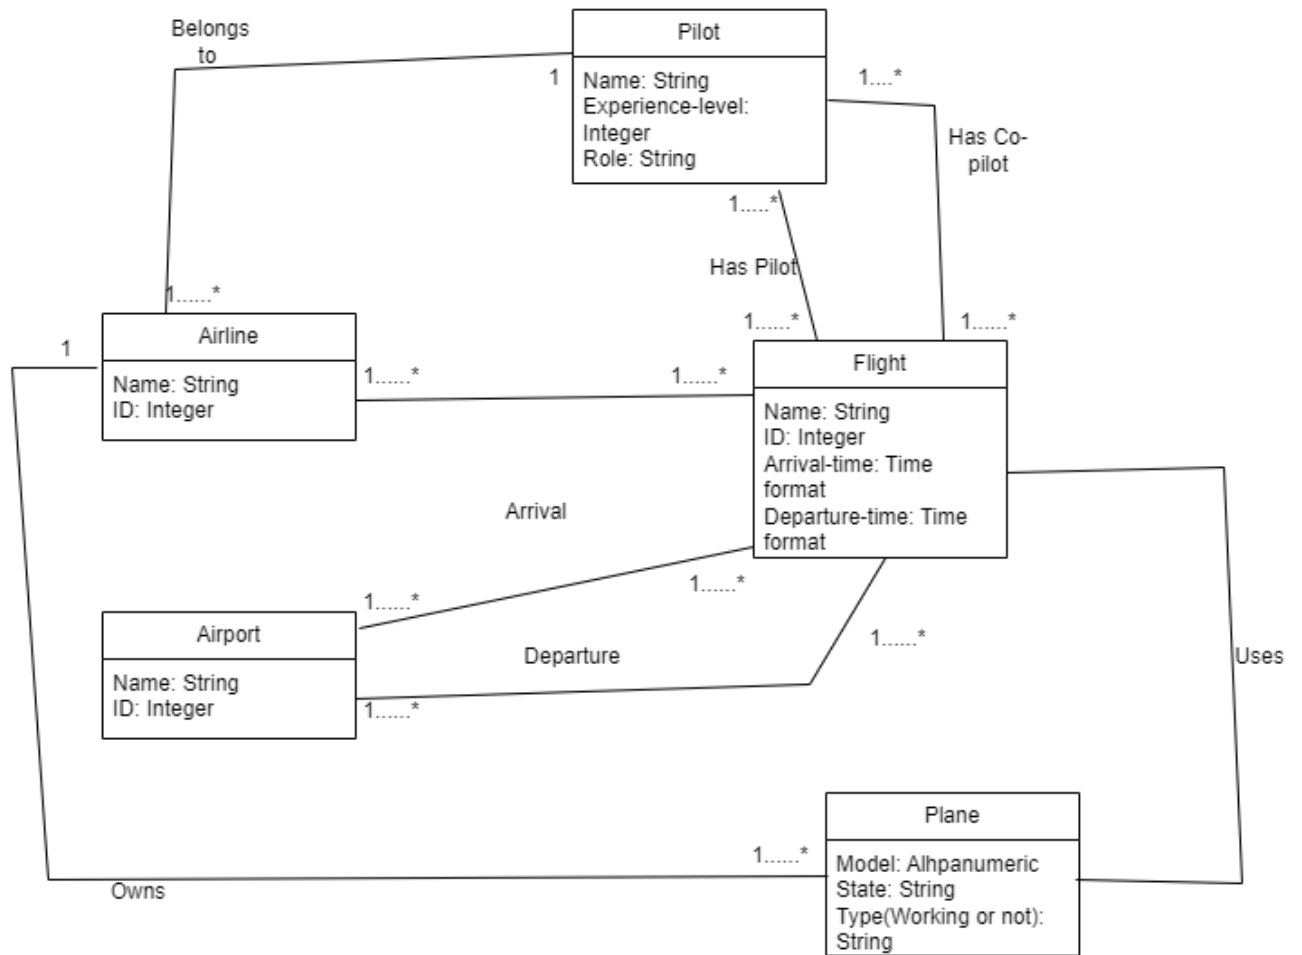 Belongs
to
Pilot
1
Name: String
Experience-level:
Integer
Role: String
1....*
Has Co-
pilot
1.....*
Has Pilot
1......*
1......*
1......*
Airline
1
Name: String
ID: Integer
1......*
1......*
Flight
Name: String
ID: Integer
Arrival-time: Time
format
Departure-time: Time
format
Arrival
1......*
1......*
Airport
Name: String
ID: Integer
Departure
1......*
1......*
Uses
Plane
1......*
Model: Alhpanumeric
State: String
Type(Working or not):
String
Owns